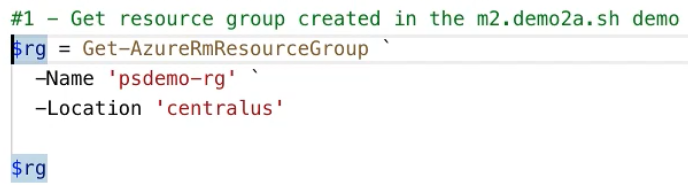 #1 - Get resource group created in the m2.demo2a.sh demo
$rg = Get-AzureRmResourceGroup `
-Name 'psdemo-rg' `
-Location 'centralus'
$rg